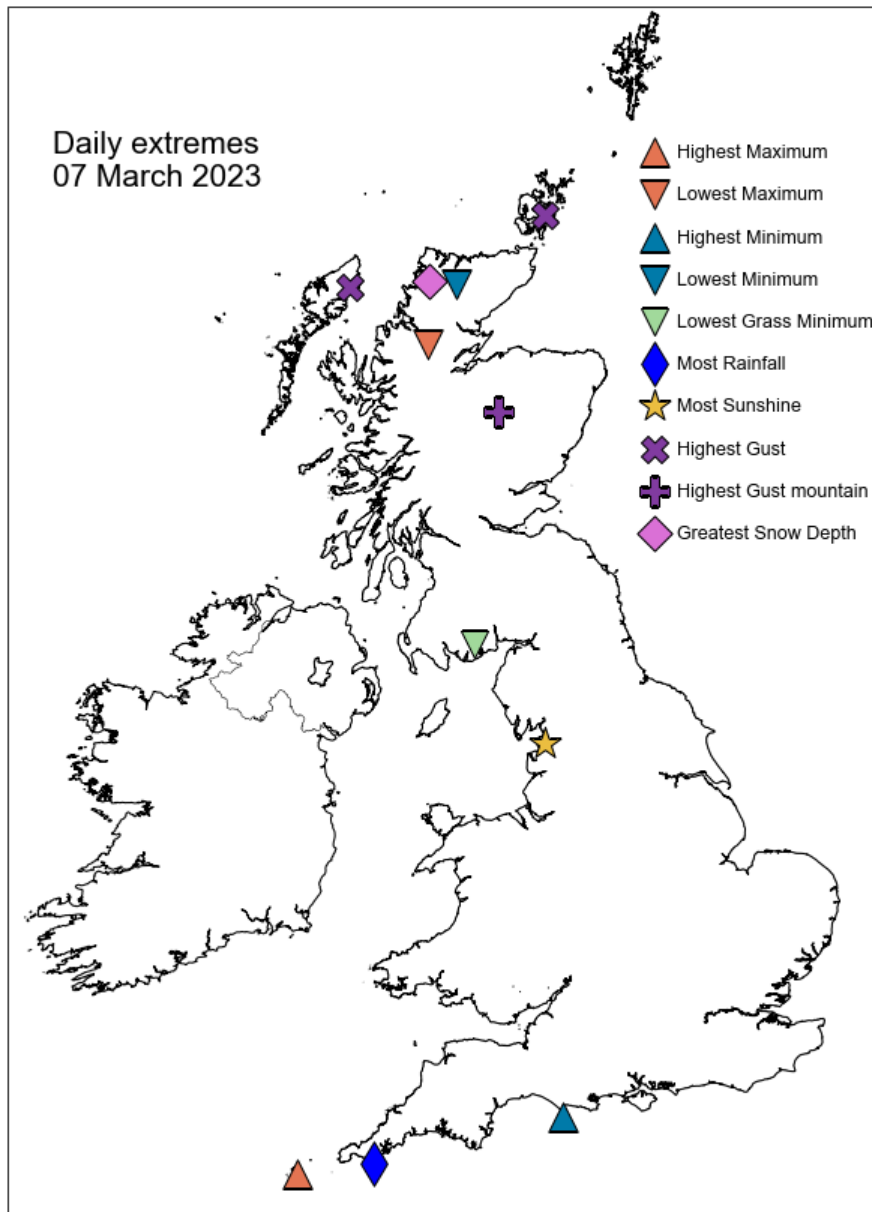 Daily extremes
07 March 2023
Highest Maximum
Lowest Maximum
Highest Minimum
Lowest Minimum
Lowest Grass Minimum
Most Rainfall
Most Sunshine
Highest Gust
Highest Gust mountain
Greatest Snow Depth